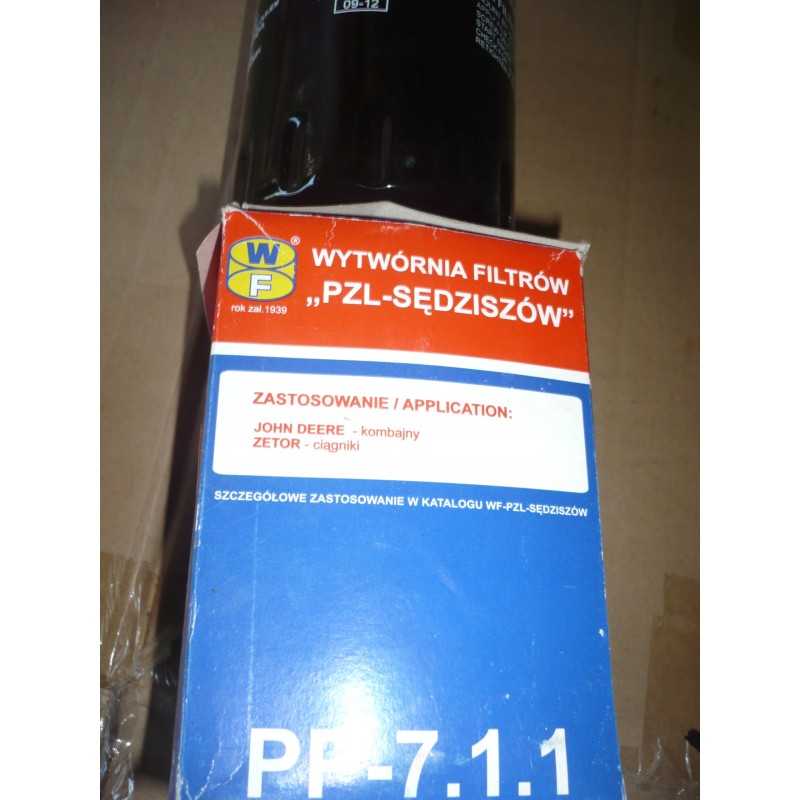 09-12
W
F
®
rok zał.1939
WYTWÓRNIA FILTRÓW
„PZL-SĘDZISZÓW”
ZASTOSOWANIE / APPLICATION:
JOHN DEERE - kombajny
ZETOR - ciągniki
SZCZEGÓŁOWE ZASTOSOWANIE W KATALOGU WF-PZL-SĘDZISZÓW
PP-7.1.1